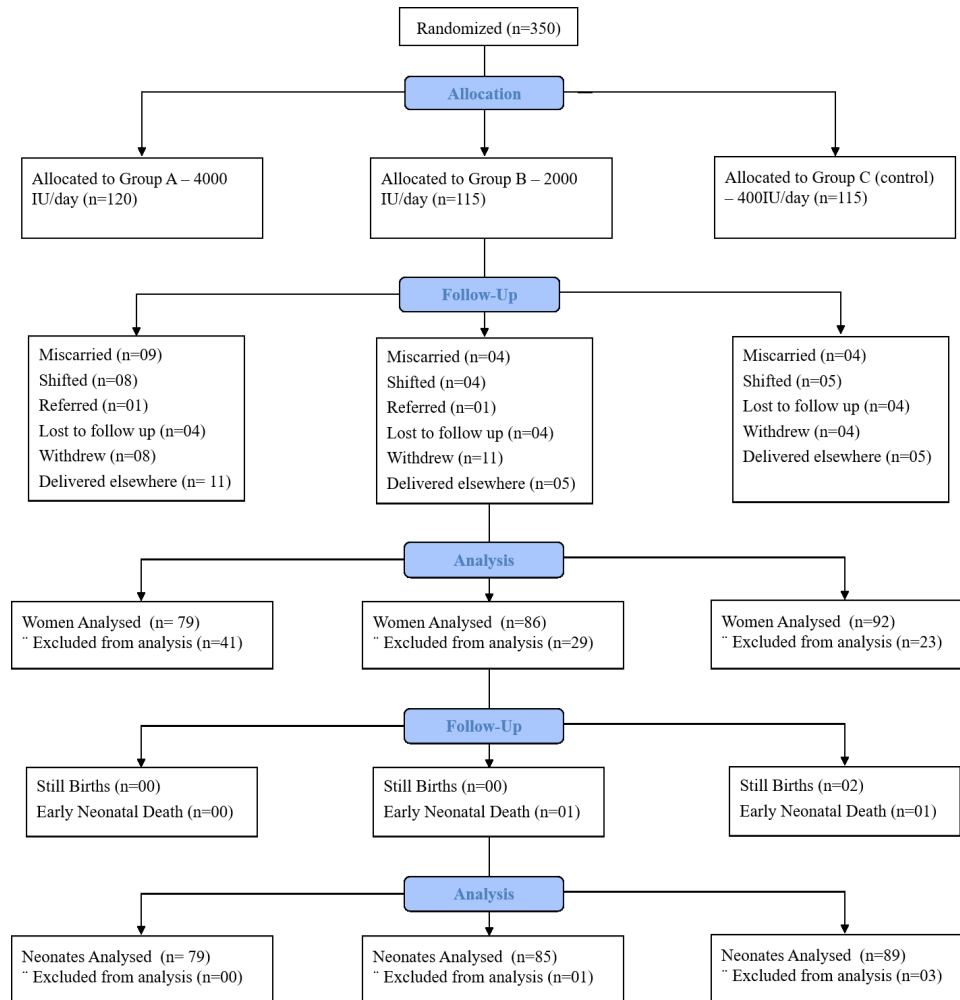 Randomized (n=350)
Allocation
Allocated to Group A – 4000
IU/day (n=120)
Allocated to Group B – 2000
IU/day (n=115)
Allocated to Group C (control)
– 400IU/day (n=115)
Follow-Up
Miscarried (n=09)
Shifted (n=08)
Referred (n=01)
Lost to follow up (n=04)
Withdrew (n=08)
Delivered elsewhere (n= 11)
Miscarried (n=04)
Shifted (n=04)
Referred (n=01)
Lost to follow up (n=04)
Withdrew (n=11)
Delivered elsewhere (n=05)
Miscarried (n=04)
Shifted (n=05)
Lost to follow up (n=04)
Withdrew (n=04)
Delivered elsewhere (n=05)
Analysis
Women Analysed (n= 79)
¨ Excluded from analysis (n=41)
Women Analysed (n=86)
¨ Excluded from analysis (n=29)
Women Analysed (n=92)
¨ Excluded from analysis (n=23)
Follow-Up
Still Births (n=00)
Early Neonatal Death (n=00)
Still Births (n=00)
Early Neonatal Death (n=01)
Still Births (n=02)
Early Neonatal Death (n=01)
Analysis
Neonates Analysed (n= 79)
¨ Excluded from analysis (n=00)
Neonates Analysed (n=85)
¨ Excluded from analysis (n=01)
Neonates Analysed (n=89)
¨ Excluded from analysis (n=03)